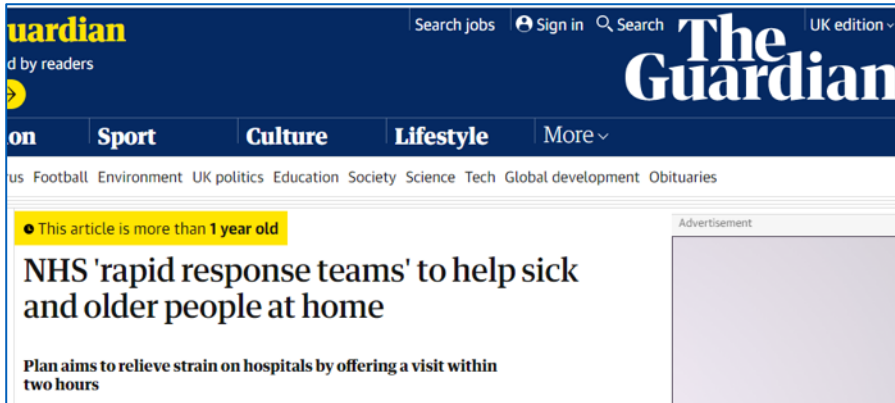 uardian
Search jobs Sign in Search
UK edition
The
Guardian
d by readers
on Sport Culture Lifestyle More
us Football Environment UK politics Education Society Science Tech Global development Obituaries
This article is more than 1 year old
Advertisement
NHS 'rapid response teams' to help sick
and older people at home
Plan aims to relieve strain on hospitals by offering a visit within
two hours